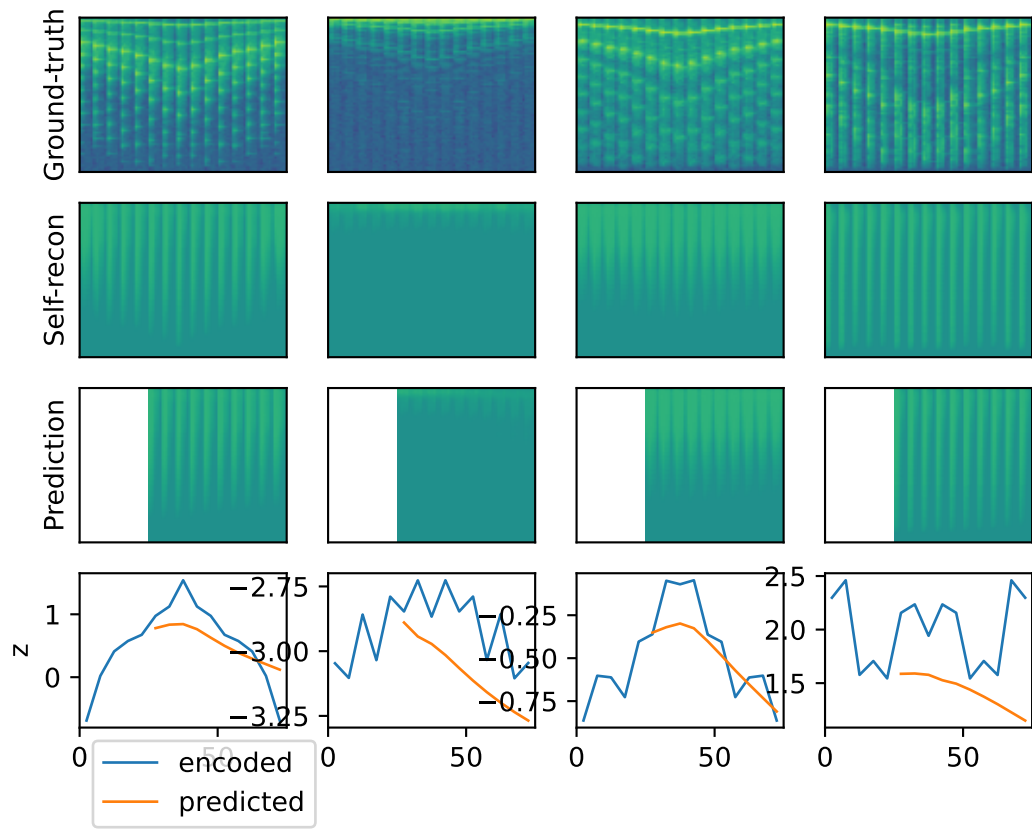 Ground-truth
Self-recon
Prediction
z
1
0
−2.75
−3.00
−3.25
−0.25
−0.50
−0.75
2.5
2.0
1.5
0 50
0 50
0 50
0 50
encoded
predicted